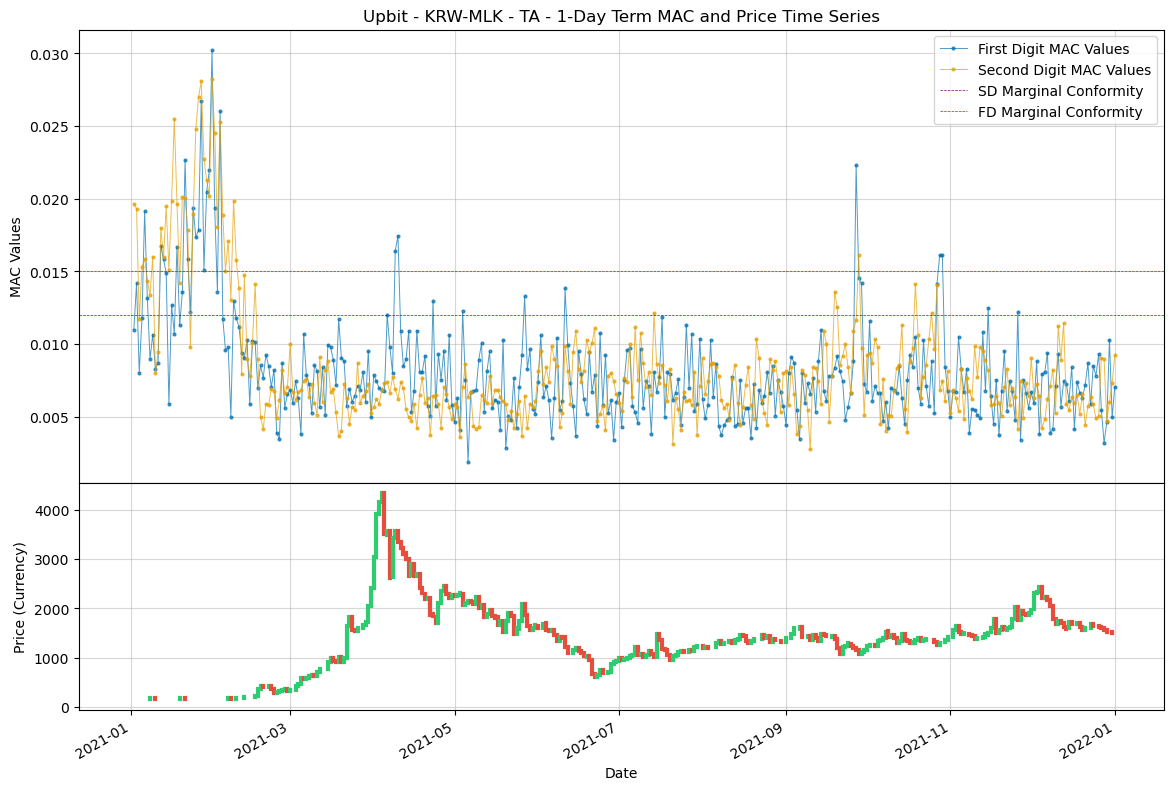 Upbit - KRW-MLK - TA - 1-Day Term MAC and Price Time Series
First Digit MAC Values
Second Digit MAC Values
SD Marginal Conformity
FD Marginal Conformity
MAC Values
0.030
0.025
0.020
0.015
0.010
0.005
Price (Currency)
4000
3000
2000
1000
0
2021-01
2021-03
2021-05
2021-07
2021-09
2021-11
2022-01
Date